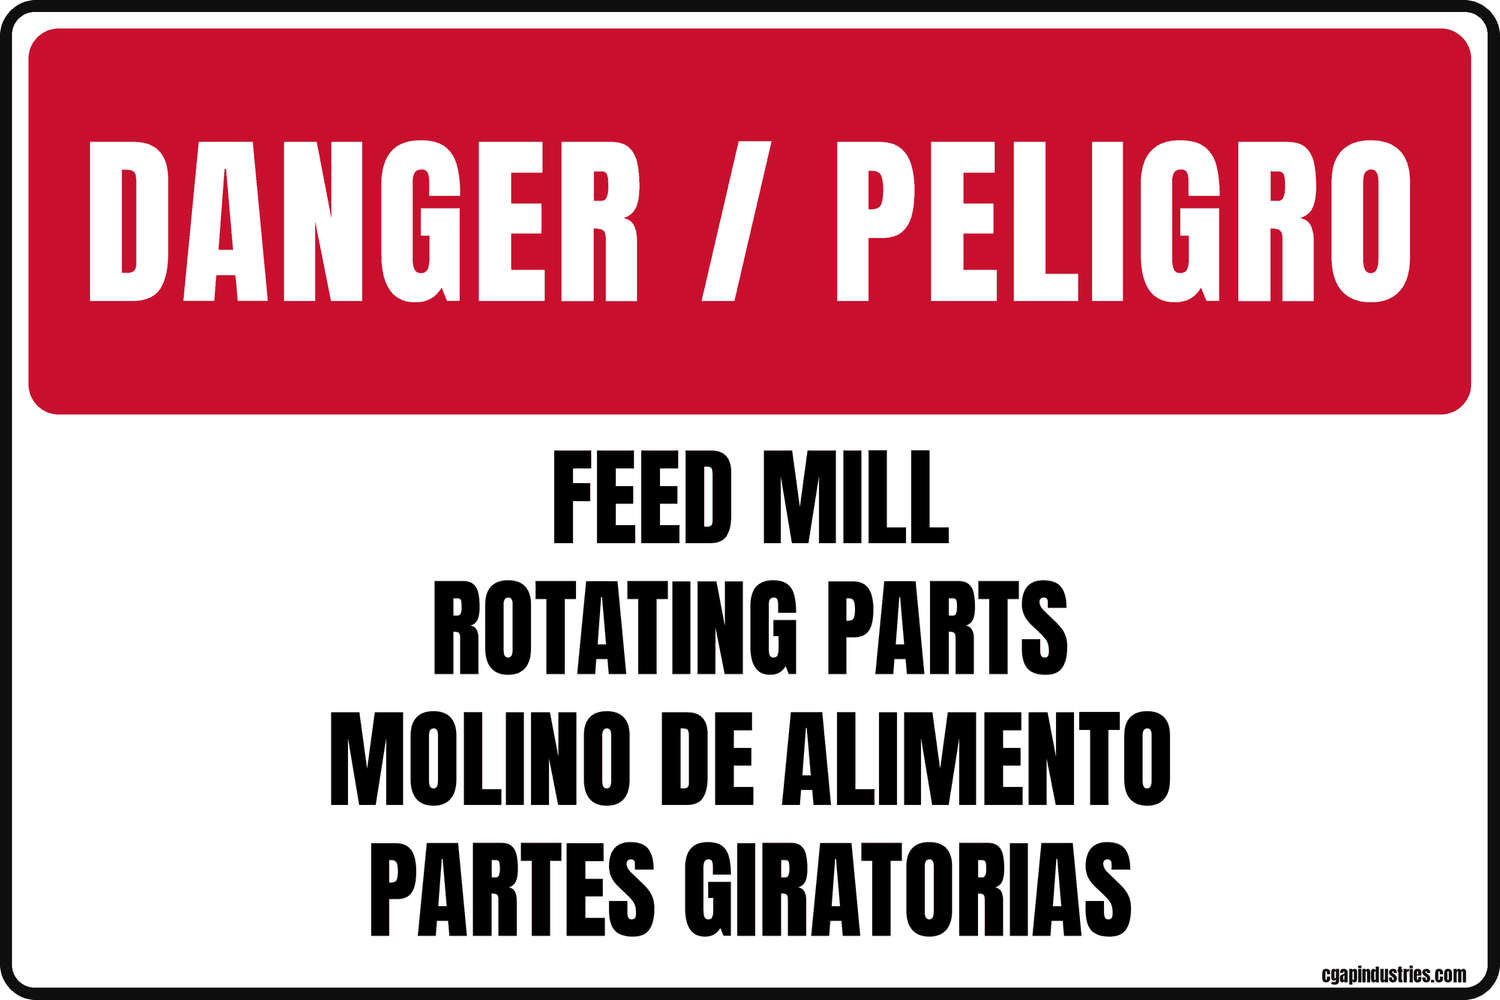 DANGER / PELIGRO
FEED MILL
ROTATING PARTS
MOLINO DE ALIMENTO
PARTES GIRATORIAS
cgapindustries.com